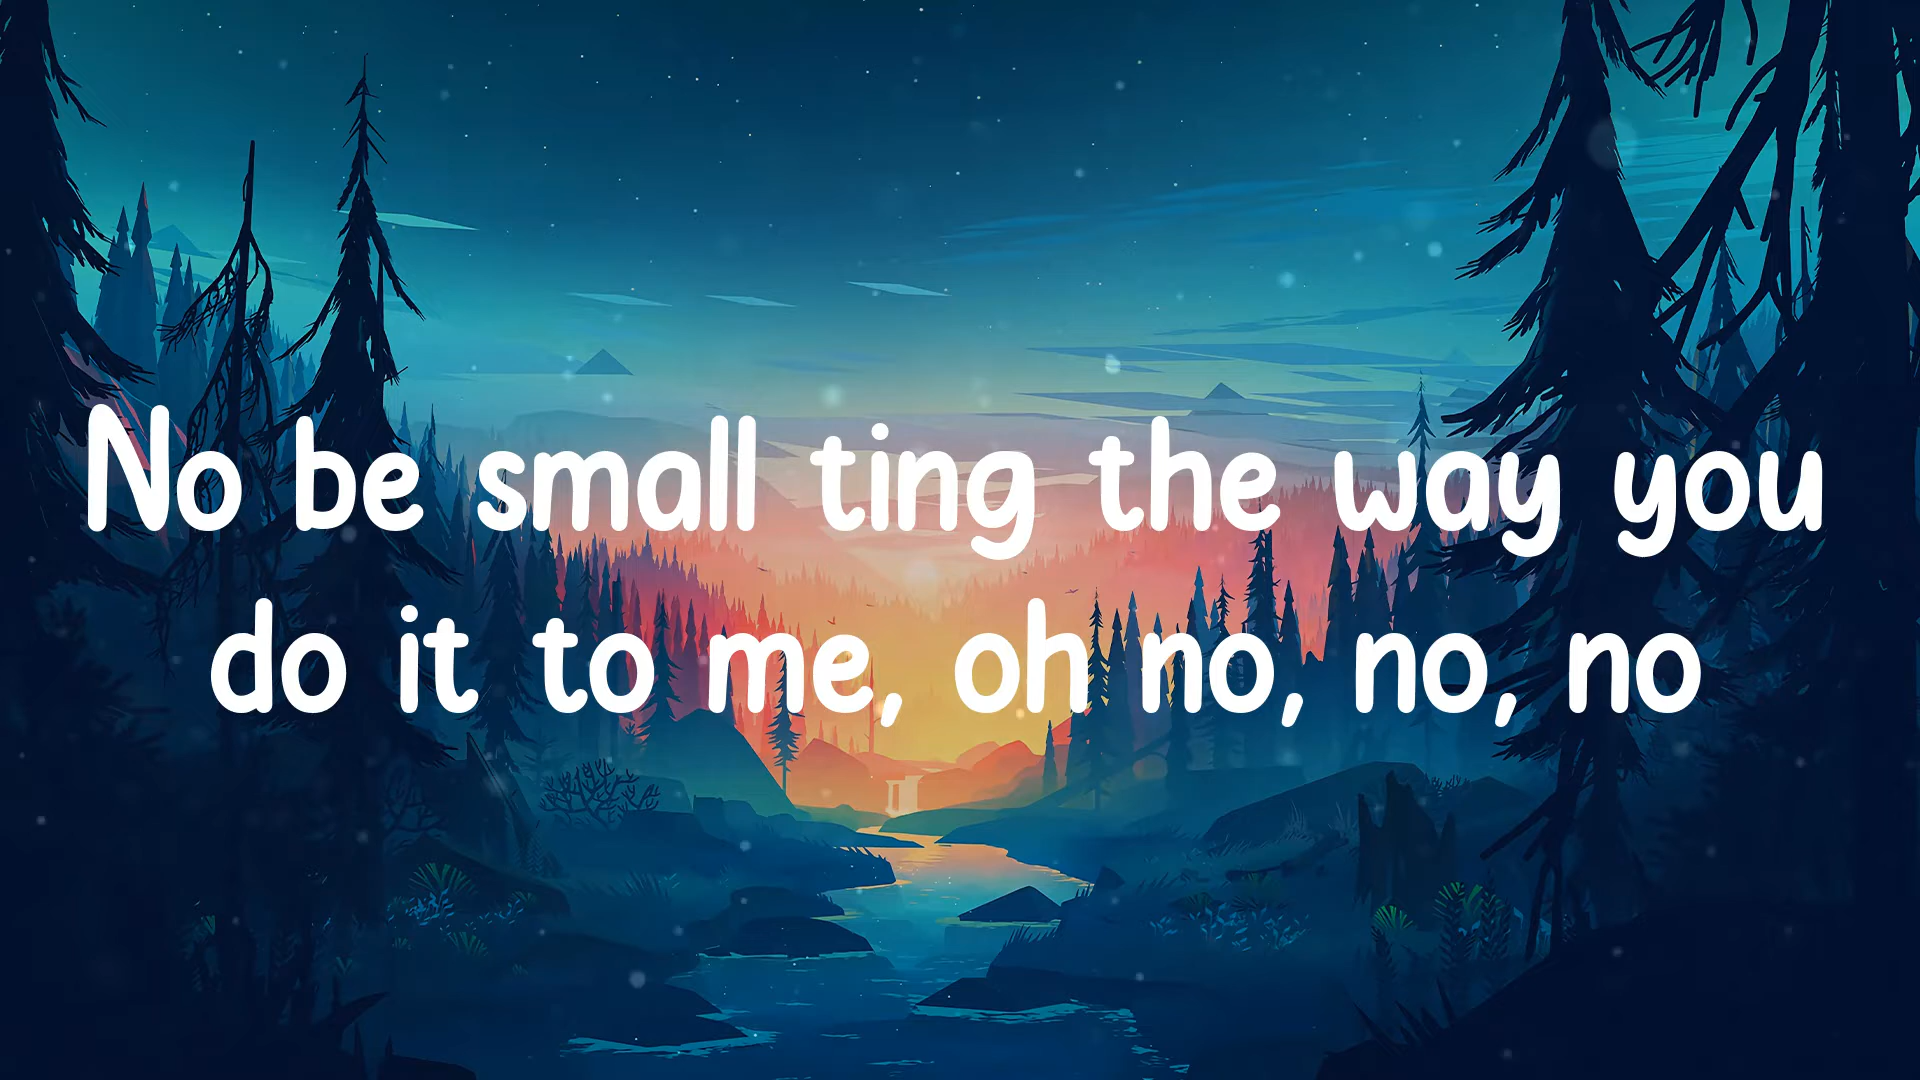 No be small ting the way you
do it to me, oh no, no, no